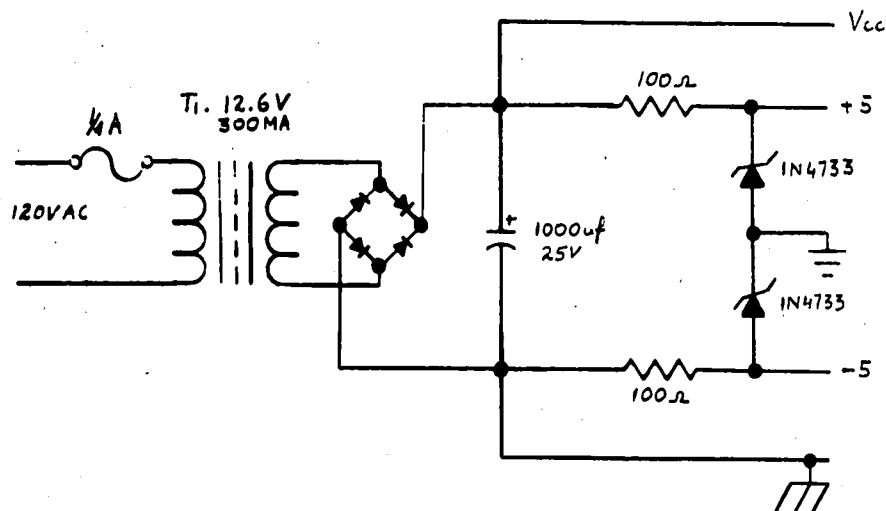 Vcc
100Ω
+5
T1. 12.6V
300MA
¼A
1N4733
120VAC
1000uf
25V
1N4733
-5
100Ω